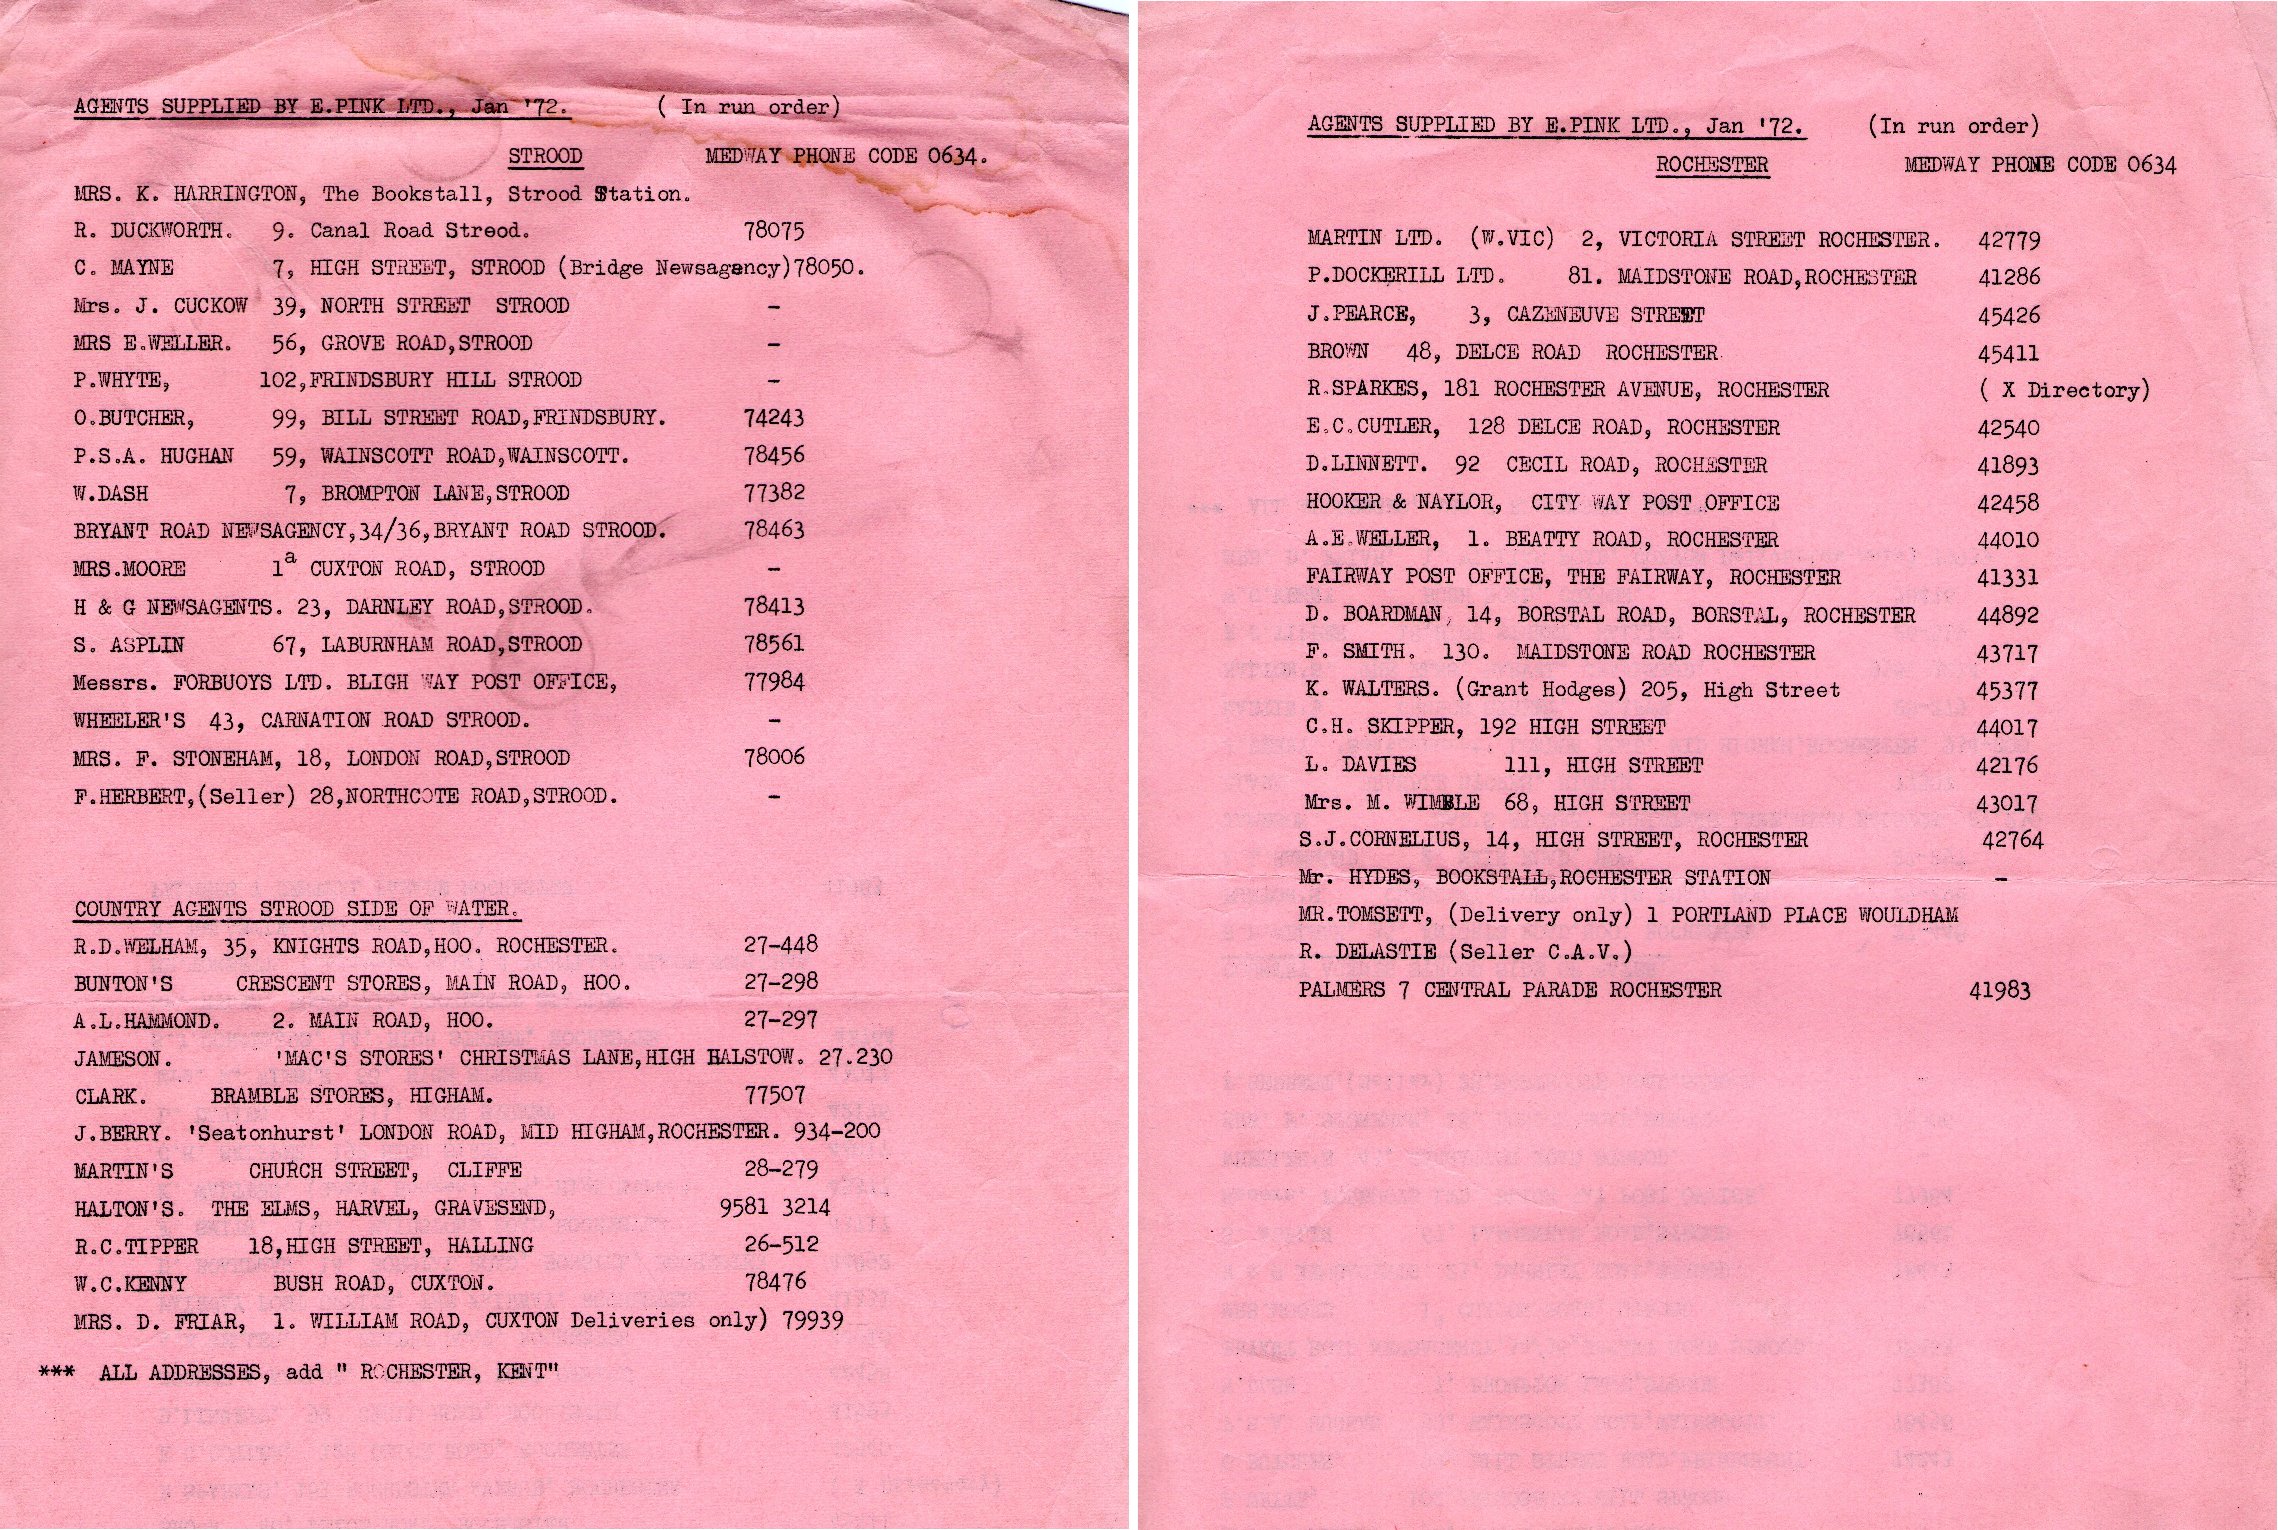 AGENTS SUPPLIED BY E.PINK LTD., Jan '72. ( In run order)
STROOD MEDWAY PHONE CODE 0634.
MRS. K. HARRINGTON, The Bookstall, Strood Station.
R. DUCKWORTH. 9. Canal Road Streod. 78075
C. MAYNE 7, HIGH STREET, STROOD (Bridge Newsagency)78050.
Mrs. J. CUCKOW 39, NORTH STREET STROOD -
MRS E.WELLER. 56, GROVE ROAD,STROOD -
P.WHYTE, 102,FRINDSBURY HILL STROOD -
O.BUTCHER, 99, BILL STREET ROAD,FRINDSBURY. 74243
P.S.A. HUGHAN 59, WAINSCOTT ROAD,WAINSCOTT. 78456
W.DASH 7, BROMPTON LANE,STROOD 77382
BRYANT ROAD NEWSAGENCY,34/36,BRYANT ROAD STROOD. 78463
MRS.MOORE 1a CUXTON ROAD, STROOD -
H & G NEWSAGENTS. 23, DARNLEY ROAD,STROOD. 78413
S. ASPLIN 67, LABURNHAM ROAD,STROOD 78561
Messrs. FORBUOYS LTD. BLIGH WAY POST OFFICE, 77984
WHEELER'S 43, CARNATION ROAD STROOD. -
MRS. F. STONEHAM, 18, LONDON ROAD,STROOD 78006
F.HERBERT,(Seller) 28,NORTHCOTE ROAD,STROOD. -
COUNTRY AGENTS STROOD SIDE OF WATER.
R.D.WELHAM, 35, KNIGHTS ROAD,HOO. ROCHESTER. 27-448
BUNTON'S CRESCENT STORES, MAIN ROAD, HOO. 27-298
A.L.HAMMOND. 2. MAIN ROAD, HOO. 27-297
JAMESON. 'MAC'S STORES' CHRISTMAS LANE,HIGH HALSTOW. 27.230
CLARK. BRAMBLE STORES, HIGHAM. 77507
J.BERRY. 'Seatonhurst' LONDON ROAD, MID HIGHAM,ROCHESTER. 934-200
MARTIN'S CHURCH STREET, CLIFFE 28-279
HALTON'S. THE ELMS, HARVEL, GRAVESEND, 9581 3214
R.C.TIPPER 18,HIGH STREET, HALLING 26-512
W.C.KENNY BUSH ROAD, CUXTON. 78476
MRS. D. FRIAR, 1. WILLIAM ROAD, CUXTON Deliveries only) 79939
*** ALL ADDRESSES, add " ROCHESTER, KENT"
AGENTS SUPPLIED BY E.PINK LTD., Jan '72. (In run order)
ROCHESTER MEDWAY PHONE CODE 0634
MARTIN LTD. (W.VIC) 2, VICTORIA STREET ROCHESTER. 42779
P.DOCKERILL LTD. 81. MAIDSTONE ROAD,ROCHESTER 41286
J.PEARCE, 3, CAZENEUVE STREET 45426
BROWN 48, DELCE ROAD ROCHESTER 45411
R.SPARKES, 181 ROCHESTER AVENUE, ROCHESTER ( X Directory)
E.C.CUTLER, 128 DELCE ROAD, ROCHESTER 42540
D.LINNETT. 92 CECIL ROAD, ROCHESTER 41893
HOOKER & NAYLOR, CITY WAY POST OFFICE 42458
A.E.WELLER, 1. BEATTY ROAD, ROCHESTER 44010
FAIRWAY POST OFFICE, THE FAIRWAY, ROCHESTER 41331
D. BOARDMAN, 14, BORSTAL ROAD, BORSTAL, ROCHESTER 44892
F. SMITH. 130. MAIDSTONE ROAD ROCHESTER 43717
K. WALTERS. (Grant Hodges) 205, High Street 45377
C.H. SKIPPER, 192 HIGH STREET 44017
L. DAVIES 111, HIGH STREET 42176
Mrs. M. WIMBLE 68, HIGH STREET 43017
S.J.CORNELIUS, 14, HIGH STREET, ROCHESTER 42764
Mr. HYDES, BOOKSTALL,ROCHESTER STATION -
MR.TOMSETT, (Delivery only) 1 PORTLAND PLACE WOULDHAM
R. DELASTIE (Seller C.A.V.)
PALMERS 7 CENTRAL PARADE ROCHESTER 41983